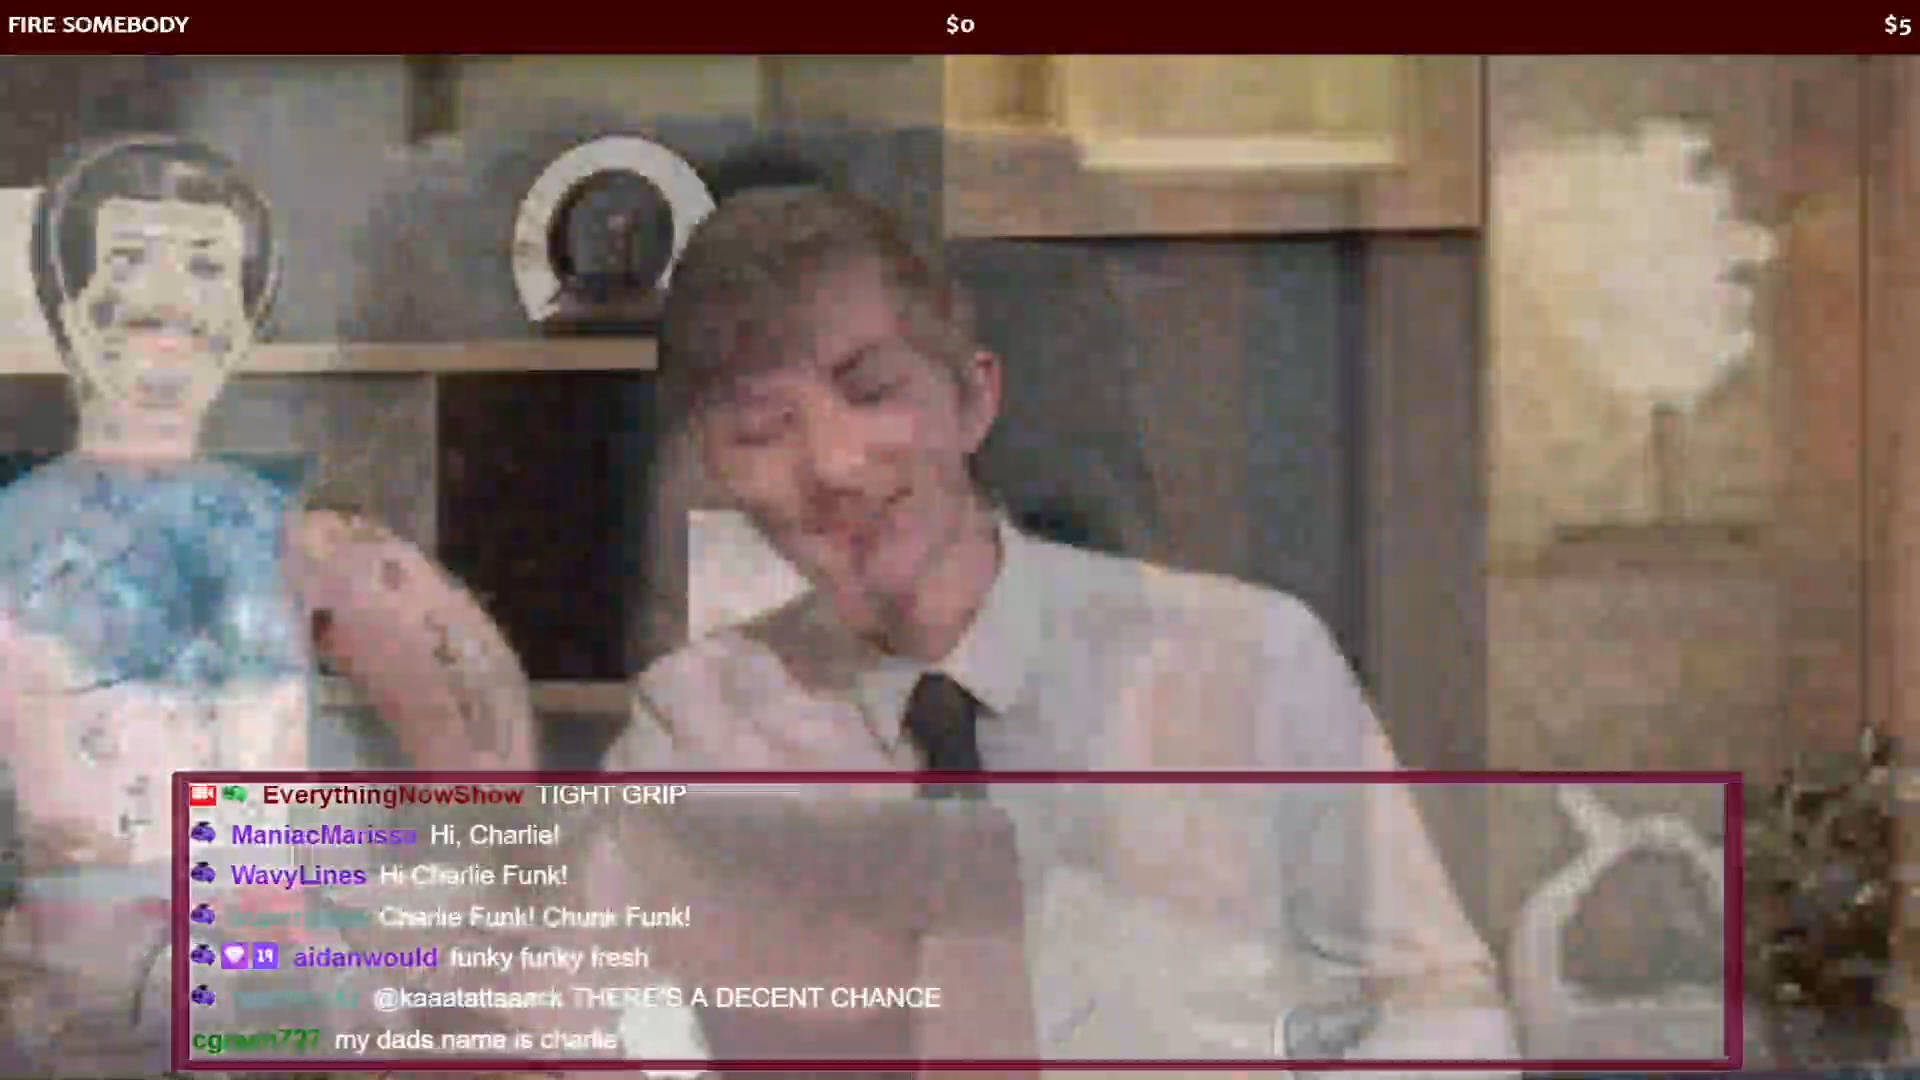 FIRE SOMEBODY $0 $5
EverythingNowShow TIGHT GRIP
ManiacMarissa Hi, Charlie!
WavyLines Hi Charlie Funk!
Charlie Funk! Chunk Funk!
19 aidanwould funky funky fresh
THERE'S A DECENT CHANCE
my dads name is charlie